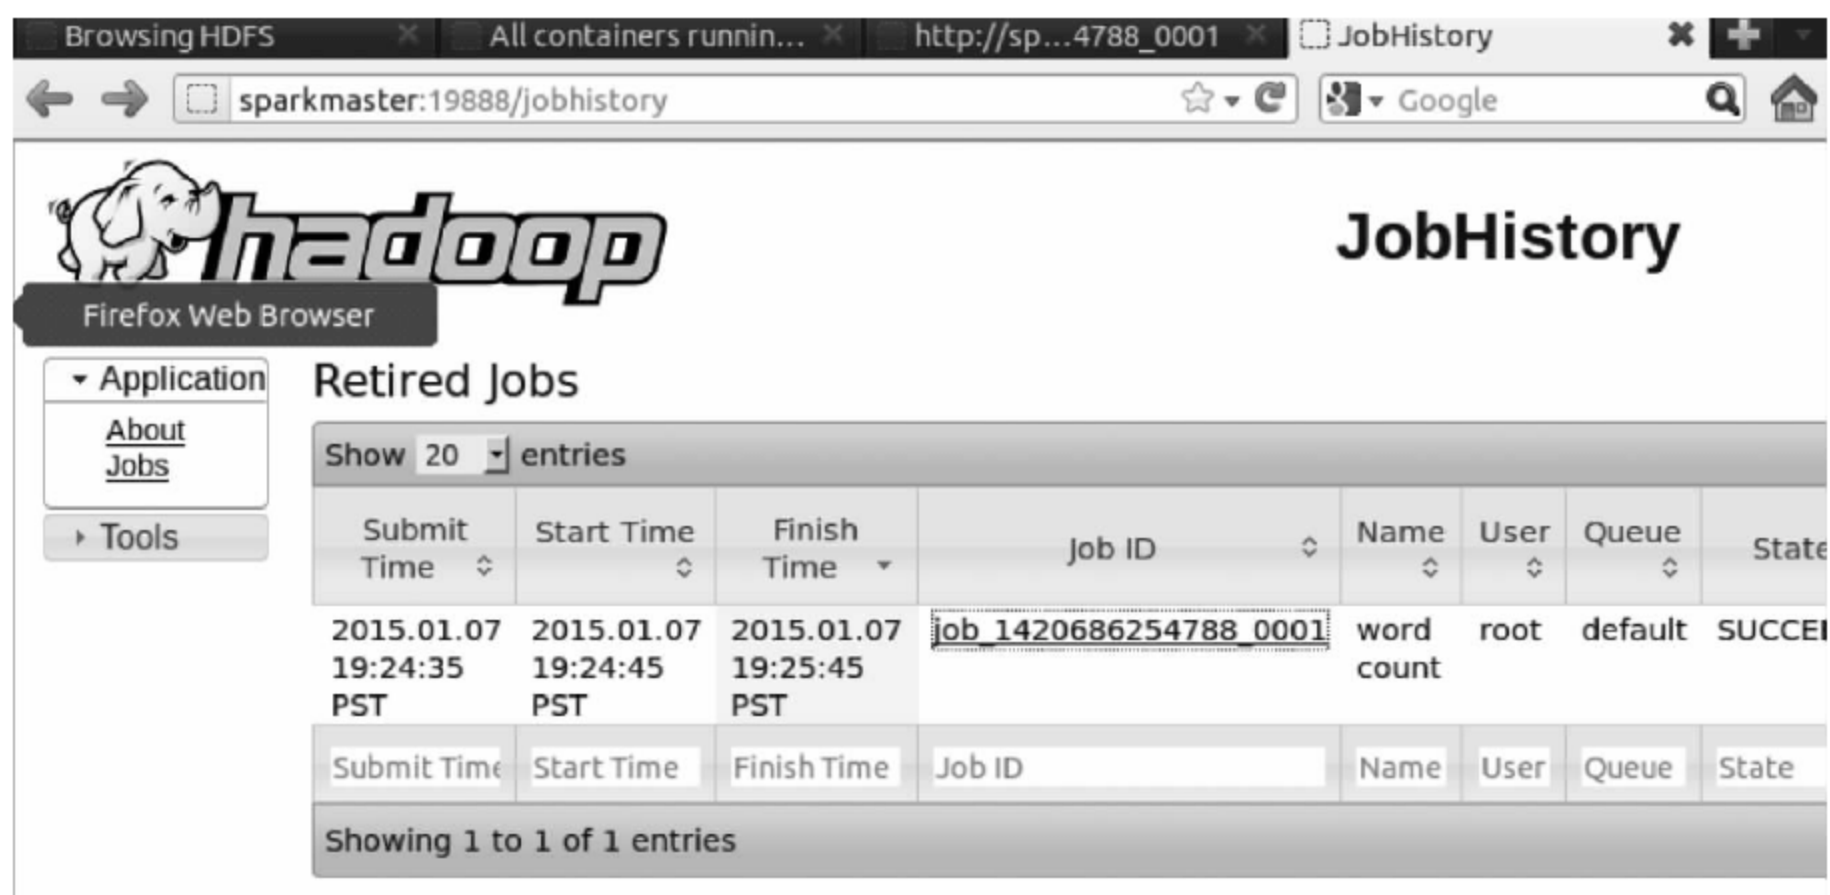 Browsing HDFS
All containers runnin...
http://sp...4788_0001
JobHistory
sparkmaster:19888/jobhistory
Google
hadoop
JobHistory
Firefox Web Browser
Application
About
Jobs
Tools
Retired Jobs
Show 20 entries
Submit Time
Start Time
Finish Time
Job ID
Name
User
Queue
State
2015.01.07 19:24:35 PST
2015.01.07 19:24:45 PST
2015.01.07 19:25:45 PST
job_1420686254788_0001
word count
root
default
SUCCEE
Submit Time
Start Time
Finish Time
Job ID
Name
User
Queue
State
Showing 1 to 1 of 1 entries